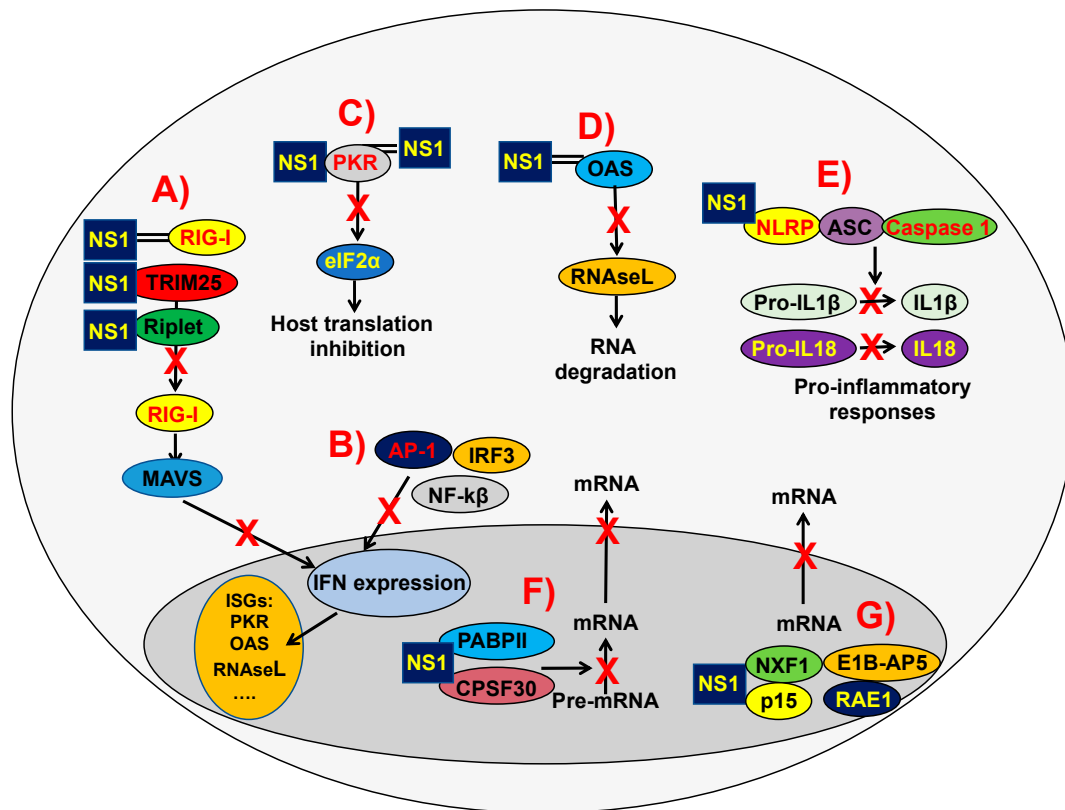 A)
NS1
RIG-I
NS1
TRIM25
NS1
Riplet
X
RIG-I
MAVS
X
B)
AP-1
IRF3
NF-kβ
X
IFN expression
ISGs:
PKR
OAS
RNAseL
....
C)
NS1
PKR
NS1
X
eIF2α
Host translation
inhibition
D)
NS1
OAS
X
RNAseL
RNA
degradation
E)
NS1
NLRP
ASC
Caspase 1
Pro-IL1β
X
IL1β
Pro-IL18
X
IL18
Pro-inflammatory
responses
F)
mRNA
X
mRNA
PABPII
NS1
CPSF30
X
Pre-mRNA
G)
mRNA
X
mRNA
NXF1
E1B-AP5
NS1
p15
RAE1